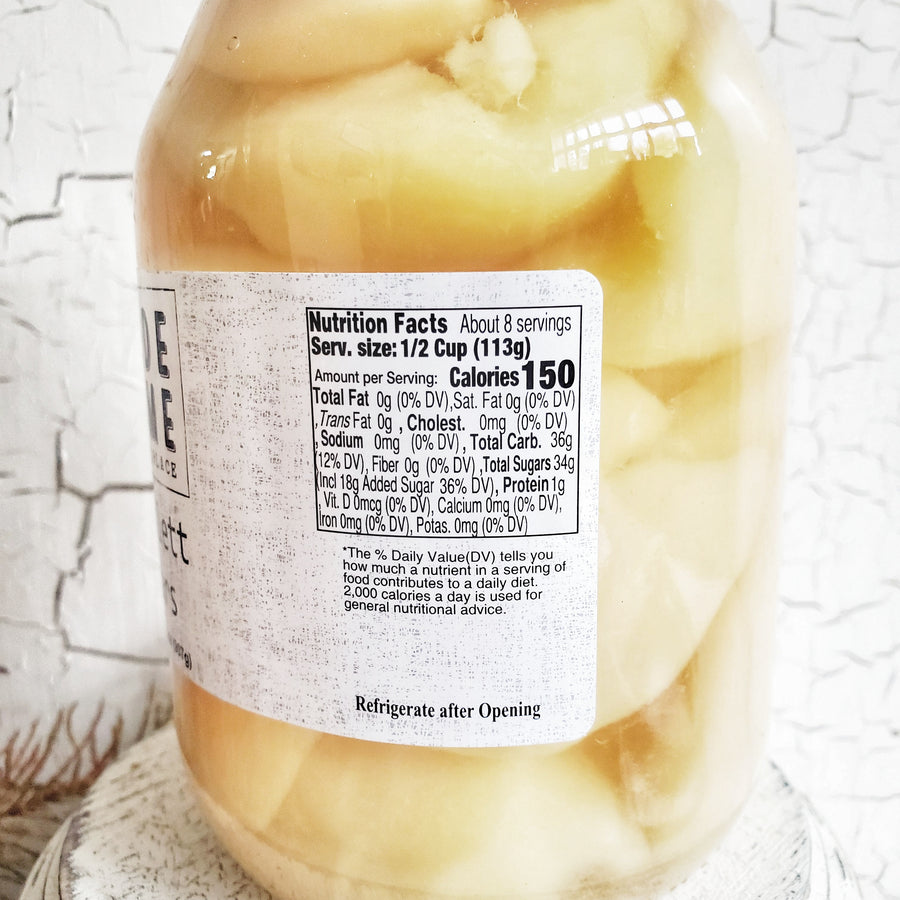 Nutrition Facts About 8 servings
Serv. size: 1/2 Cup (113g)
Amount per Serving: Calories 150
Total Fat 0g (0% DV), Sat. Fat 0g (0% DV)
, Trans Fat 0g , Cholest. 0mg (0% DV)
, Sodium 0mg (0% DV) , Total Carb. 36g
(12% DV), Fiber 0g (0% DV) , Total Sugars 34g
(Incl 18g Added Sugar 36% DV), Protein 1g
, Vit. D 0mcg (0% DV), Calcium 0mg (0% DV),
Iron 0mg (0% DV), Potas. 0mg (0% DV)
*The % Daily Value(DV) tells you
how much a nutrient in a serving of
food contributes to a daily diet.
2,000 calories a day is used for
general nutritional advice.
Refrigerate after Opening